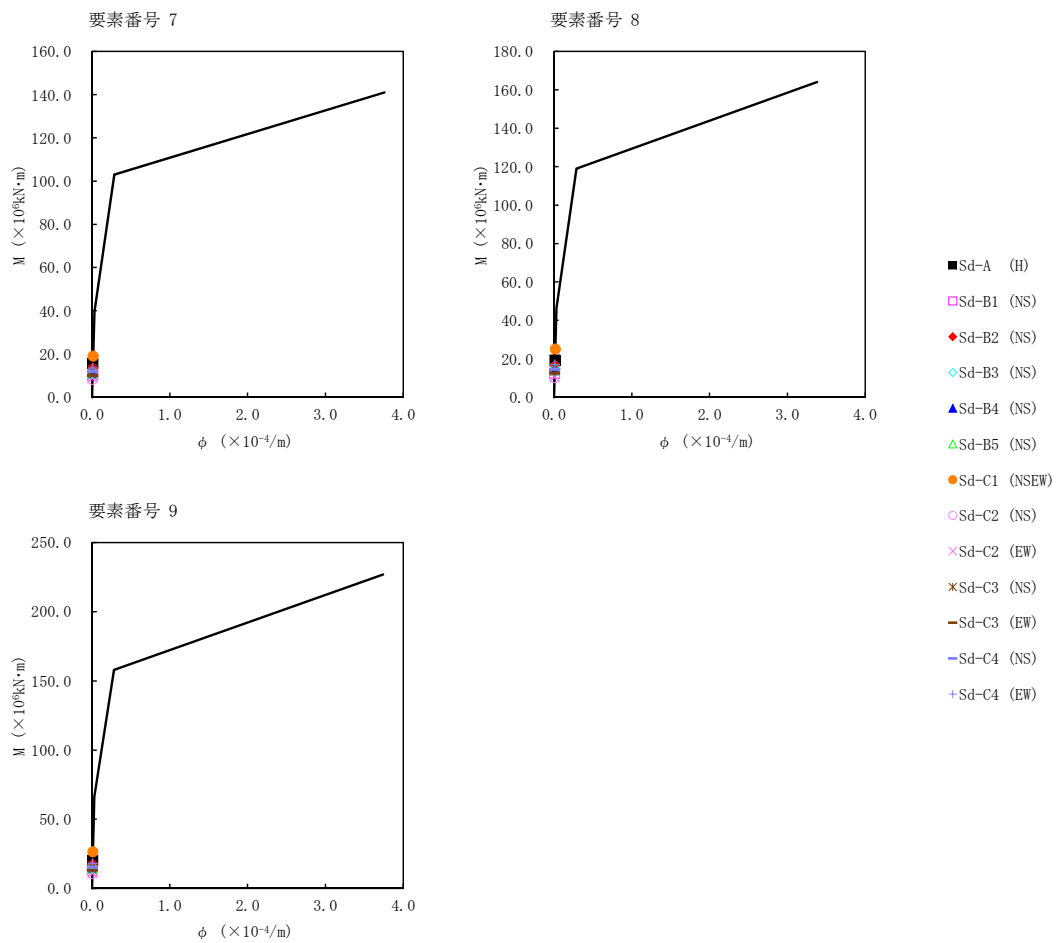 要素番号 7
160.0
140.0
120.0
100.0
80.0
60.0
40.0
20.0
0.0
M (×10⁶kN・m)
0.0 1.0 2.0 3.0 4.0
φ (×10⁻⁴/m)
要素番号 8
180.0
160.0
140.0
120.0
100.0
80.0
60.0
40.0
20.0
0.0
M (×10⁶kN・m)
0.0 1.0 2.0 3.0 4.0
φ (×10⁻⁴/m)
要素番号 9
250.0
200.0
150.0
100.0
50.0
0.0
M (×10⁶kN・m)
0.0 1.0 2.0 3.0 4.0
φ (×10⁻⁴/m)
Sd-A (H)
Sd-B1 (NS)
Sd-B2 (NS)
Sd-B3 (NS)
Sd-B4 (NS)
Sd-B5 (NS)
Sd-C1 (NSEW)
Sd-C2 (NS)
Sd-C2 (EW)
Sd-C3 (NS)
Sd-C3 (EW)
Sd-C4 (NS)
Sd-C4 (EW)